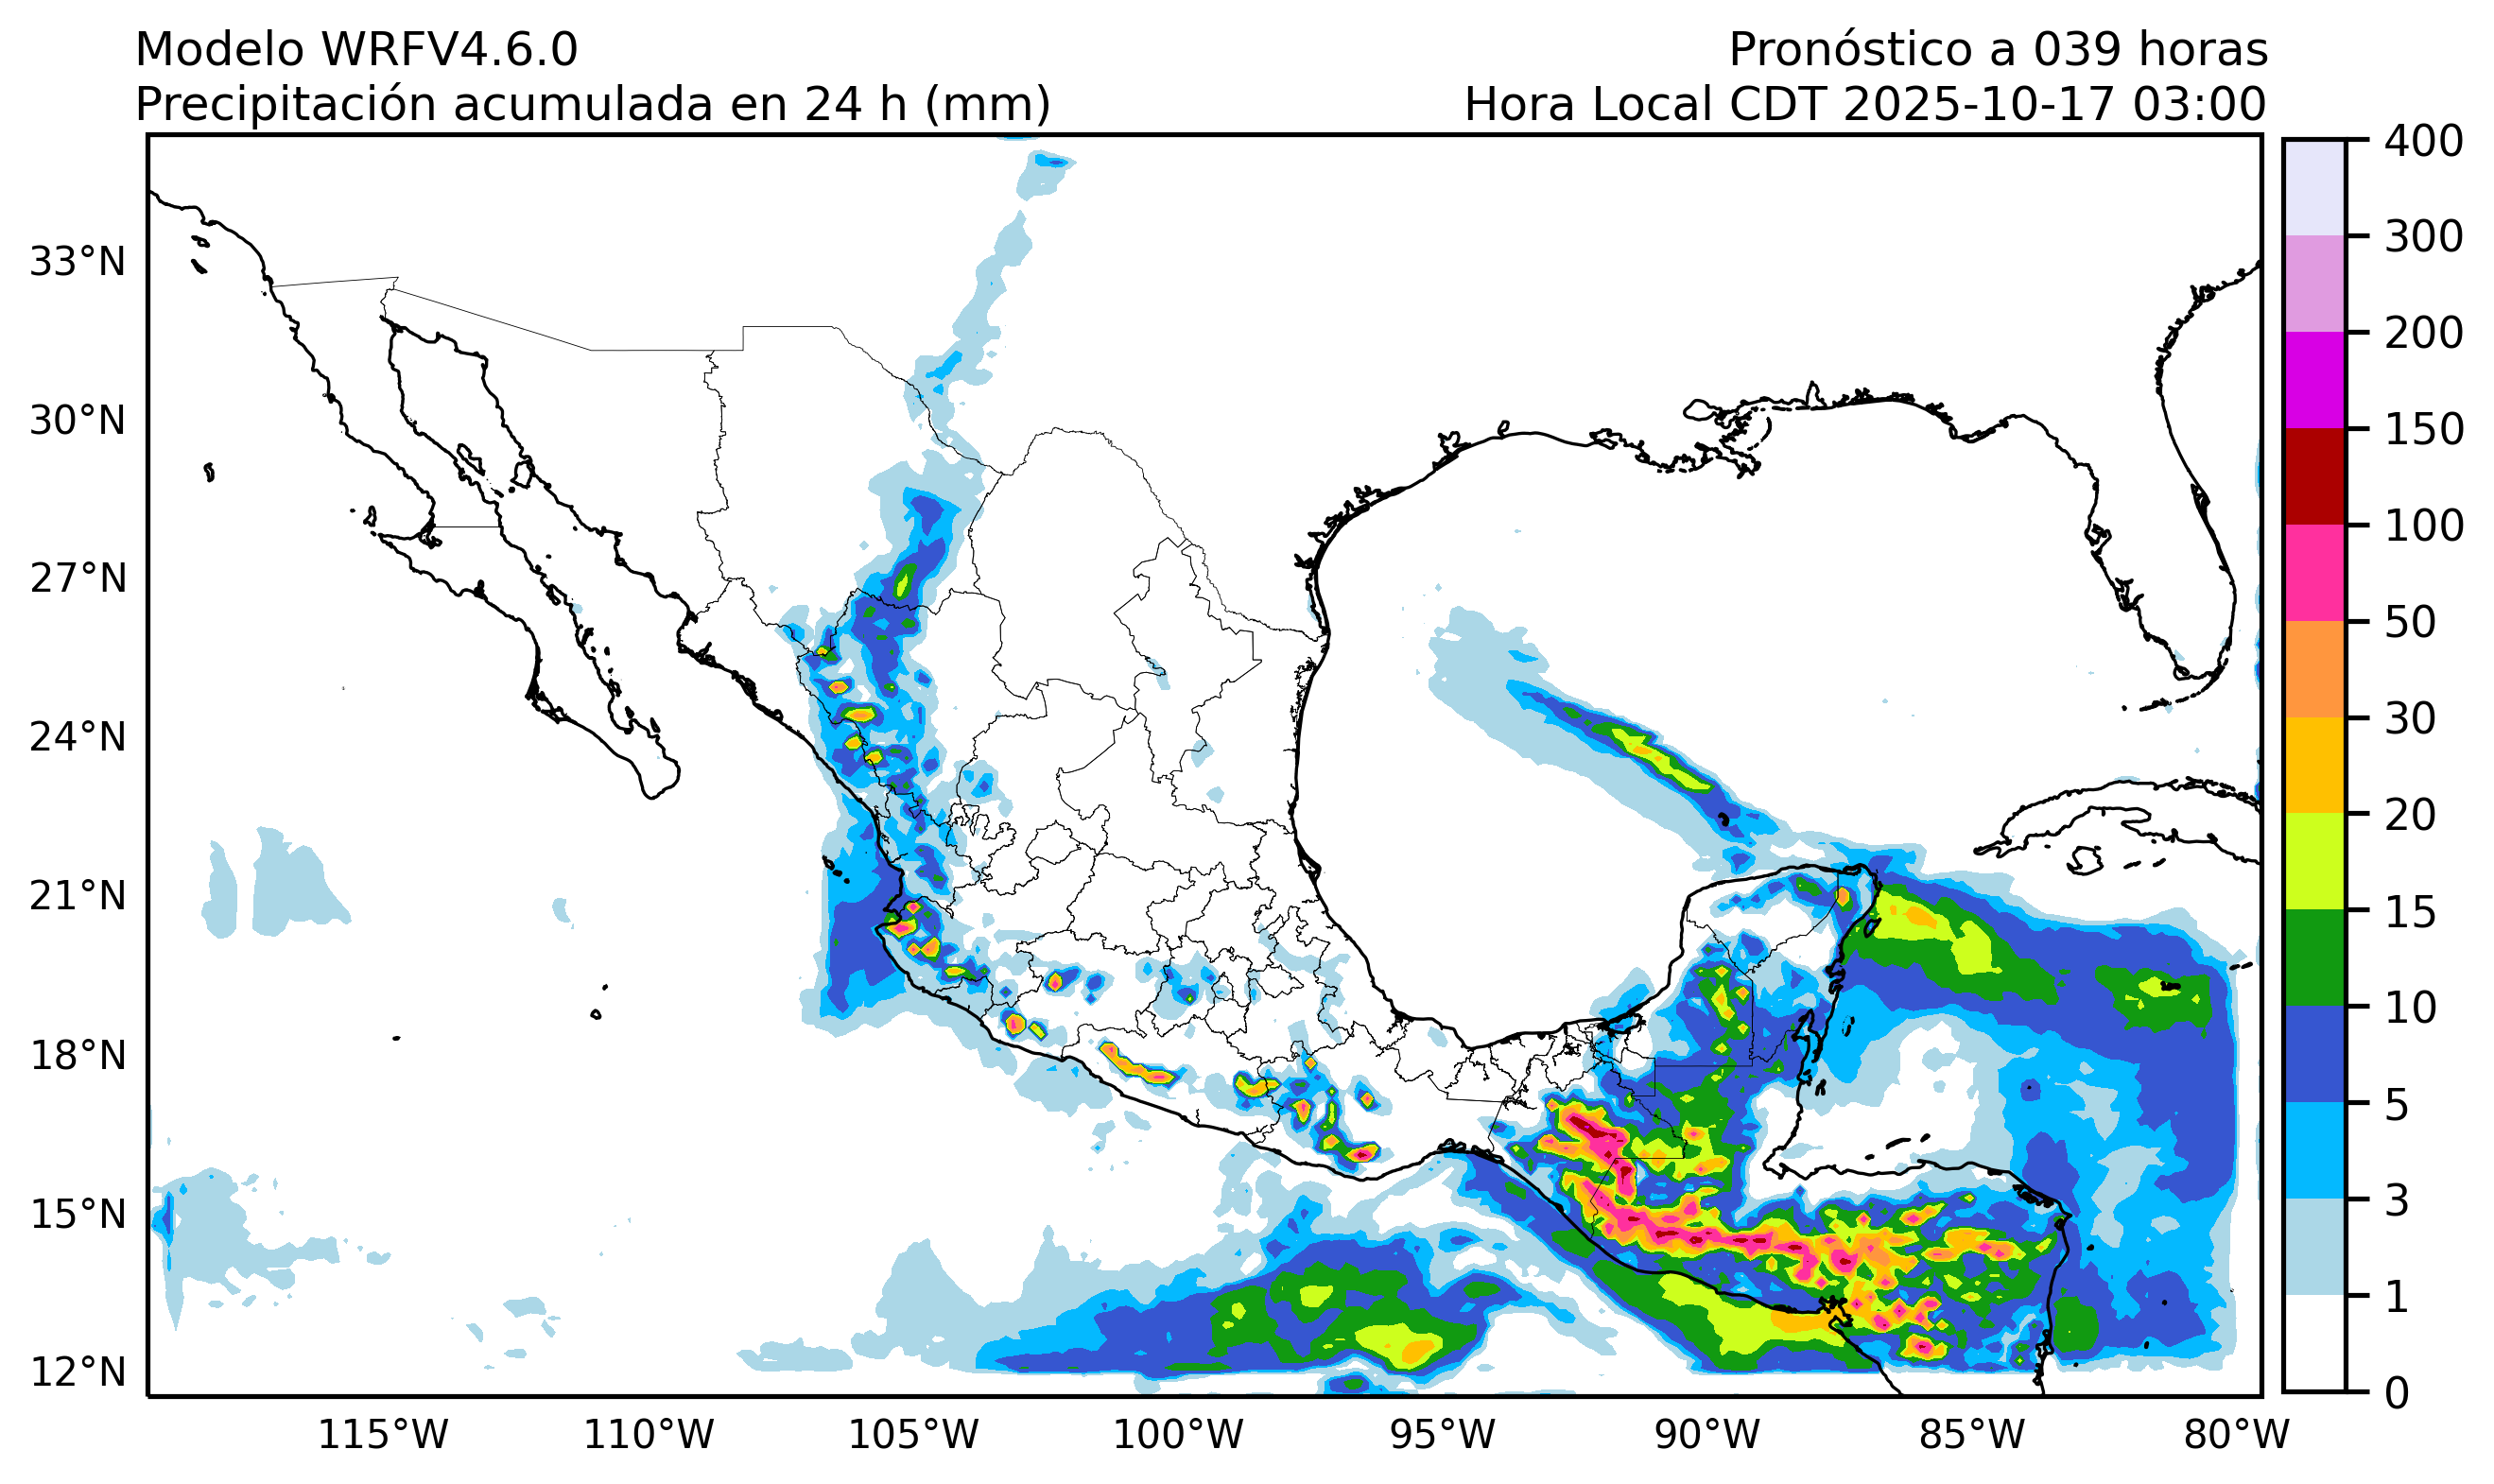 Modelo WRFV4.6.0
Pronóstico a 039 horas
Precipitación acumulada en 24 h (mm)
Hora Local CDT 2025-10-17 03:00
33°N
30°N
27°N
24°N
21°N
18°N
15°N
12°N
115°W
110°W
105°W
100°W
95°W
90°W
85°W
80°W
400
300
200
150
100
50
30
20
15
10
5
3
1
0